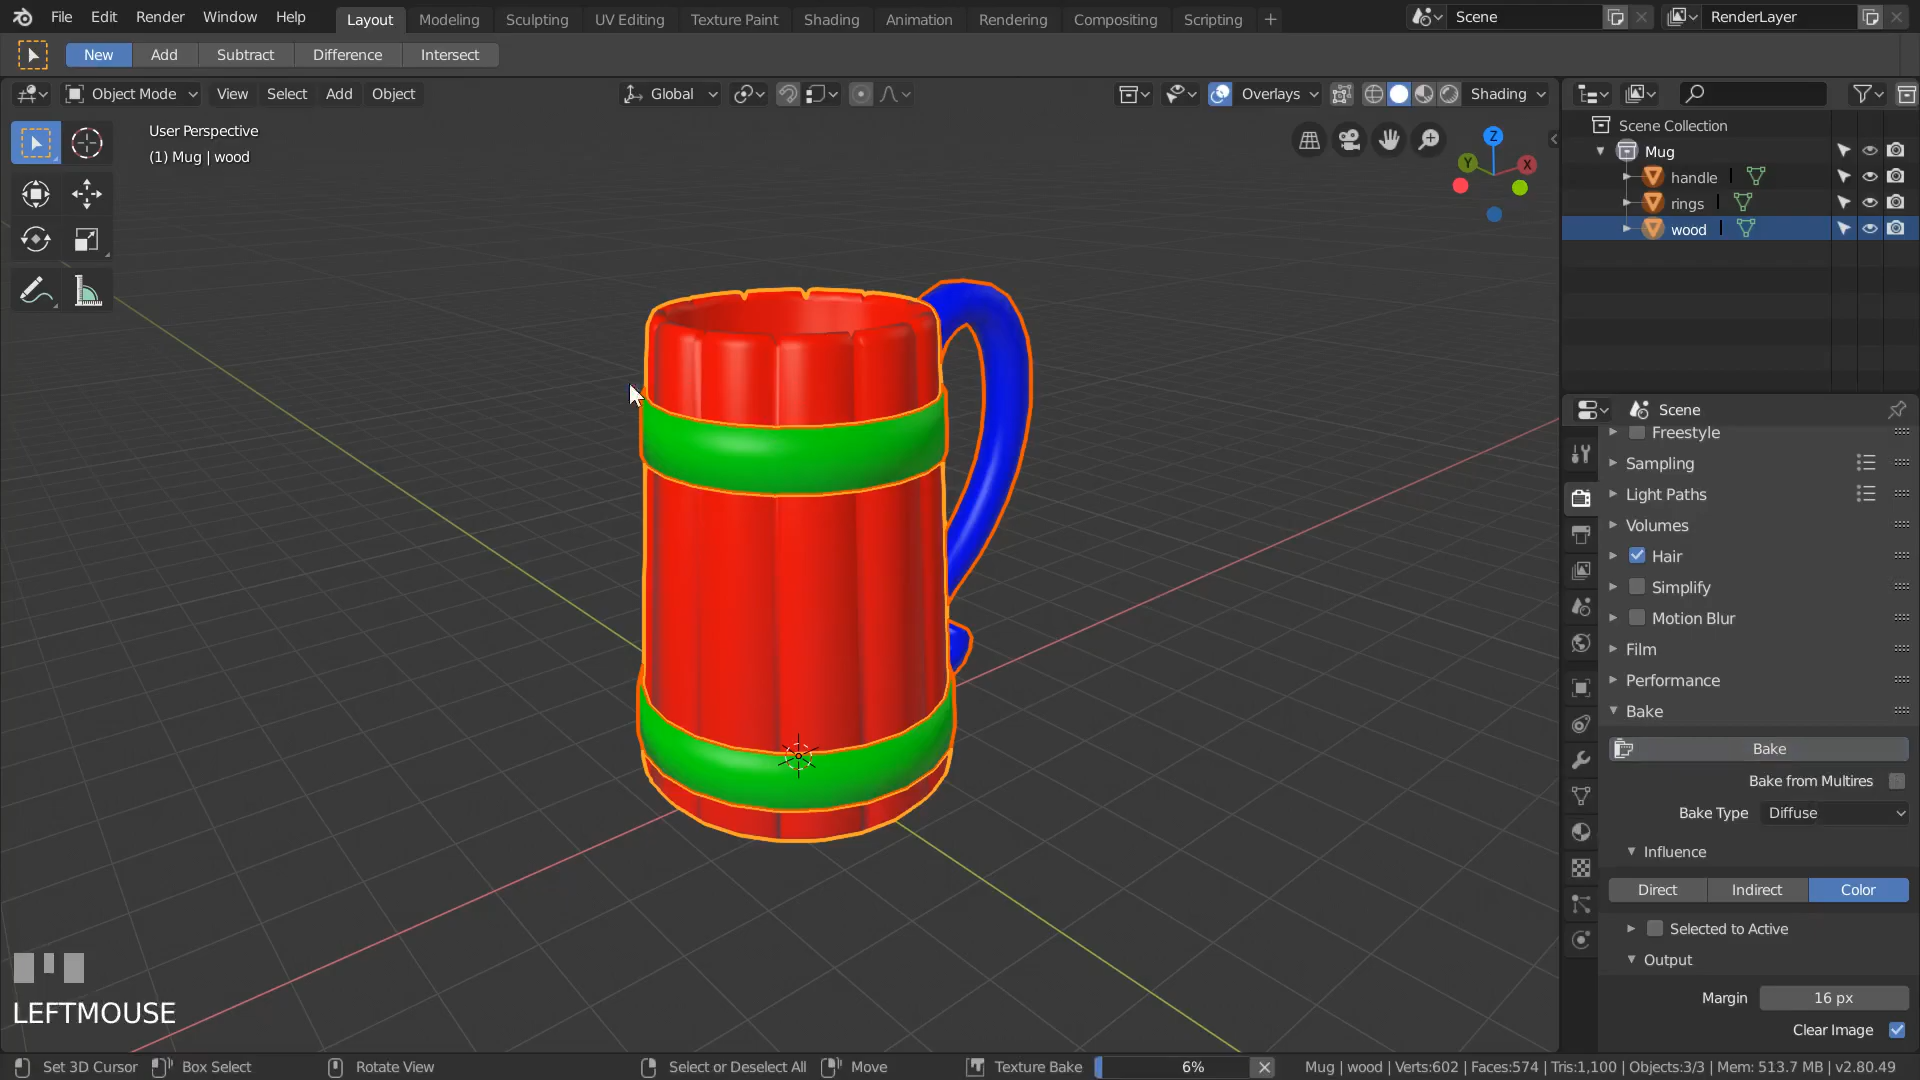 File Edit Render Window Help Layout Modeling Sculpting UV Editing Texture Paint Shading Animation Rendering Compositing Scripting + Scene RenderLayer
New Add Subtract Difference Intersect
Object Mode View Select Add Object Global Overlays Shading
User Perspective
(1) Mug | wood
Z
Y
X
Scene Collection
Mug
handle
rings
wood
Scene
Freestyle
Sampling
Light Paths
Volumes
Hair
Simplify
Motion Blur
Film
Performance
Bake
Bake
Bake from Multires
Bake Type Diffuse
Influence
Direct Indirect Color
Selected to Active
Output
Margin 16 px
Clear Image
LEFTMOUSE
Set 3D Cursor Box Select Rotate View Select or Deselect All Move Texture Bake 6% Mug | wood | Verts:602 | Faces:574 | Tris:1,100 | Objects:3/3 | Mem: 513.7 MB | v2.80.49